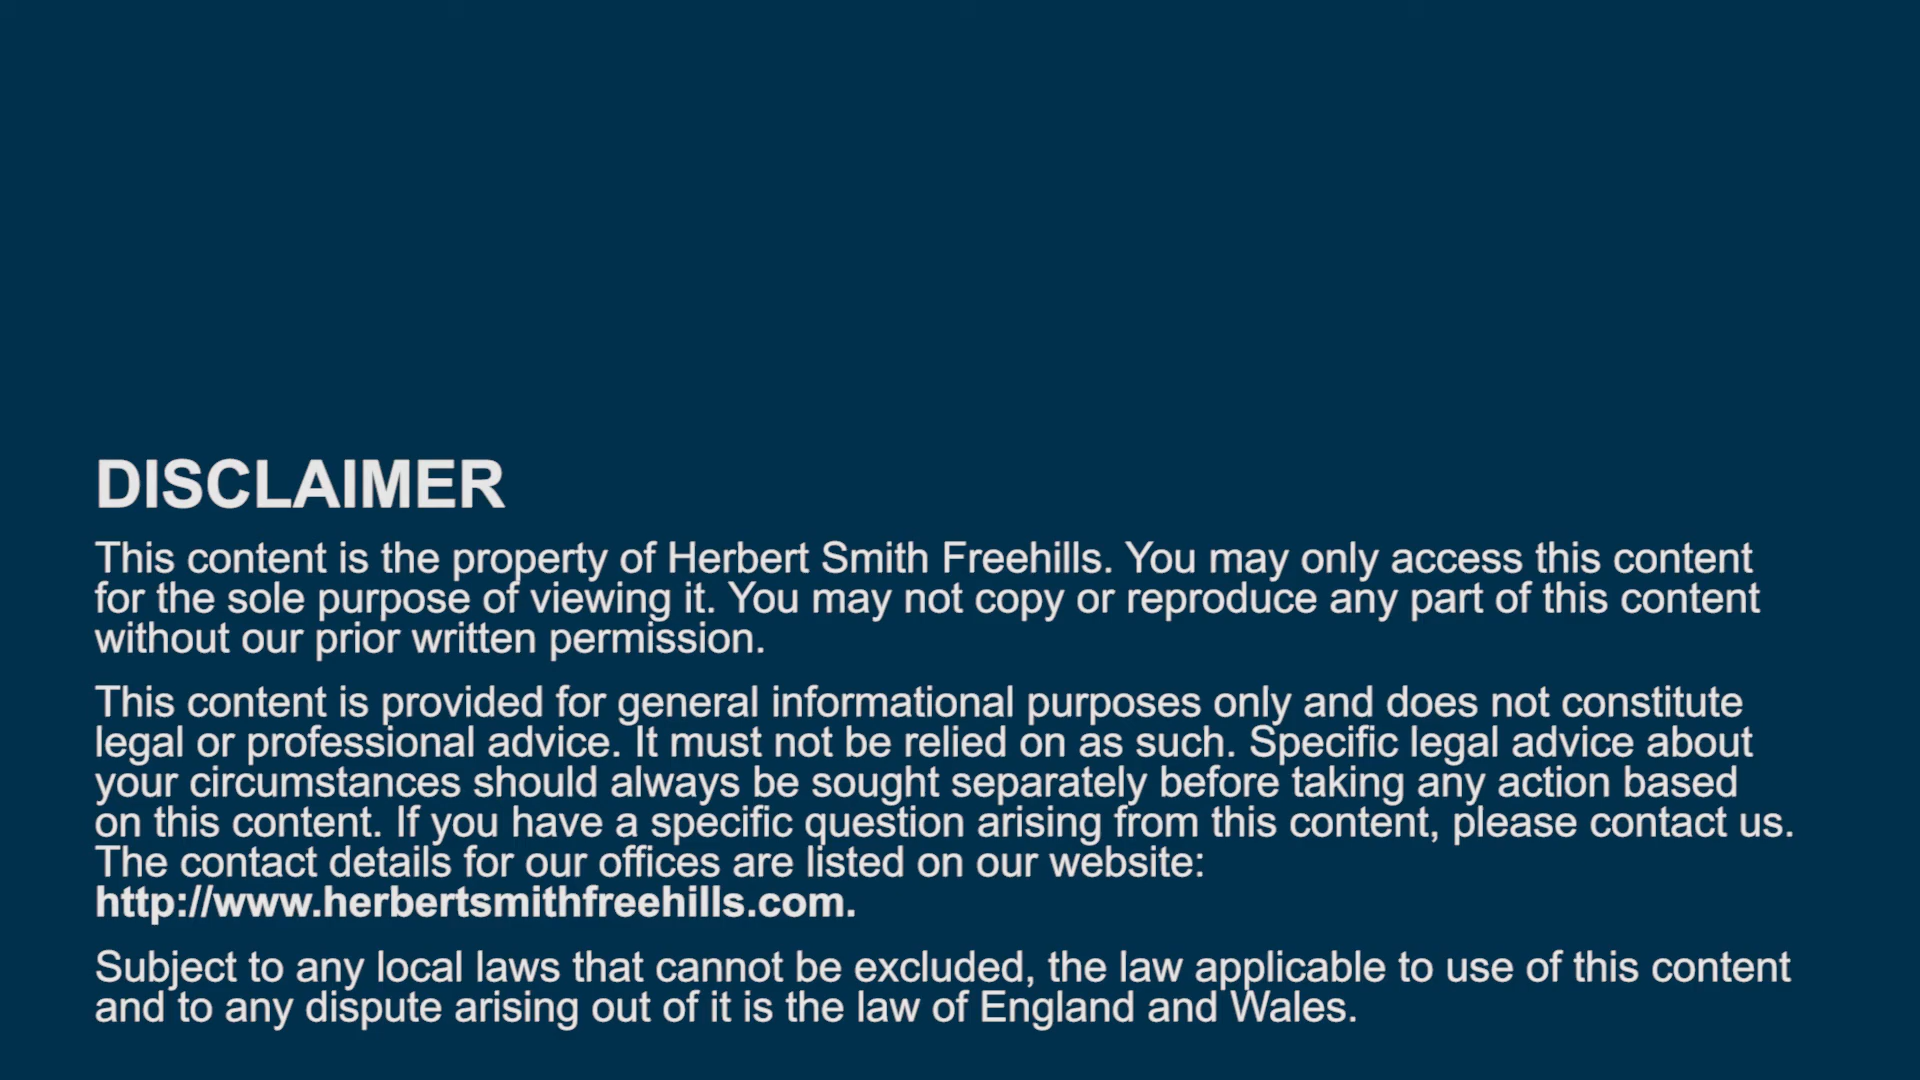 DISCLAIMER
This content is the property of Herbert Smith Freehills. You may only access this content
for the sole purpose of viewing it. You may not copy or reproduce any part of this content
without our prior written permission.
This content is provided for general informational purposes only and does not constitute
legal or professional advice. It must not be relied on as such. Specific legal advice about
your circumstances should always be sought separately before taking any action based
on this content. If you have a specific question arising from this content, please contact us.
The contact details for our offices are listed on our website:
http://www.herbertsmithfreehills.com.
Subject to any local laws that cannot be excluded, the law applicable to use of this content
and to any dispute arising out of it is the law of England and Wales.